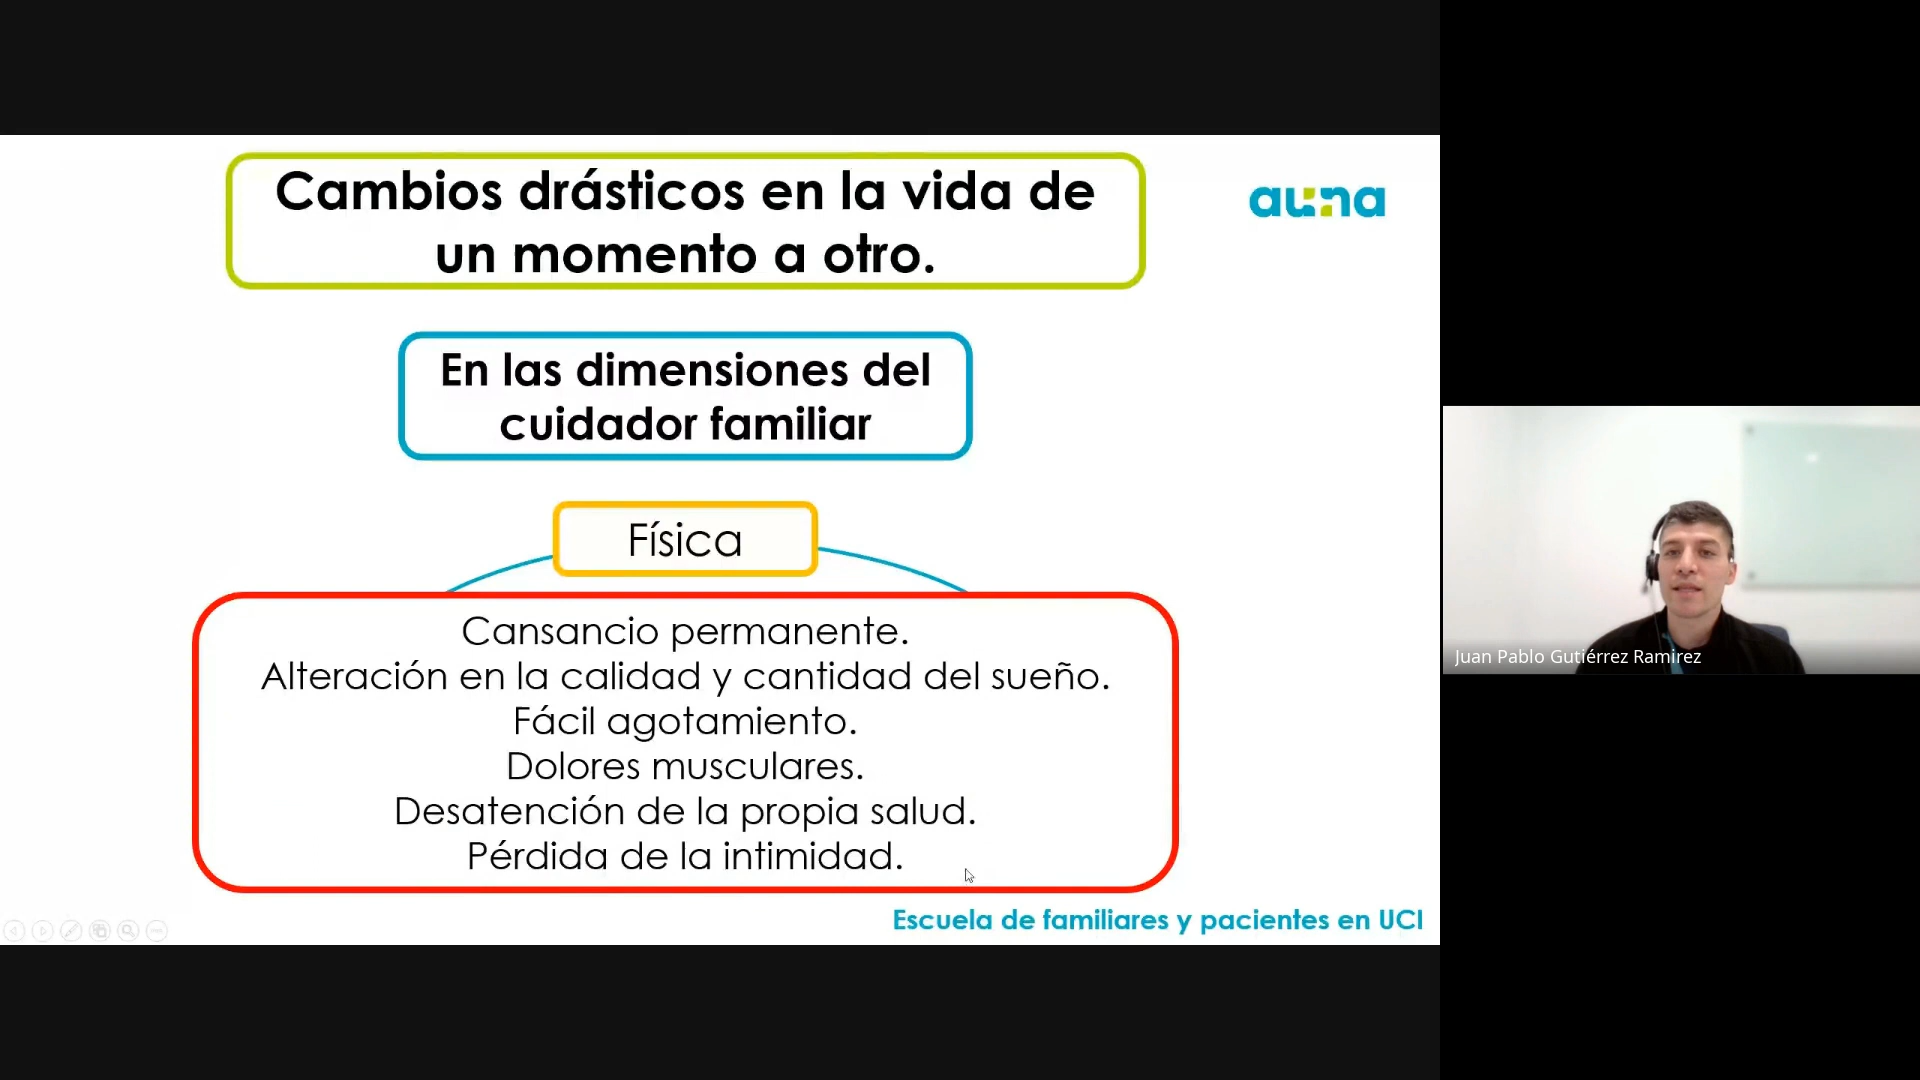 Cambios drásticos en la vida de
un momento a otro.
auna
En las dimensiones del
cuidador familiar
Física
Cansancio permanente.
Alteración en la calidad y cantidad del sueño.
Fácil agotamiento.
Dolores musculares.
Desatención de la propia salud.
Pérdida de la intimidad.
Escuela de familiares y pacientes en UCI
Juan Pablo Gutiérrez Ramirez